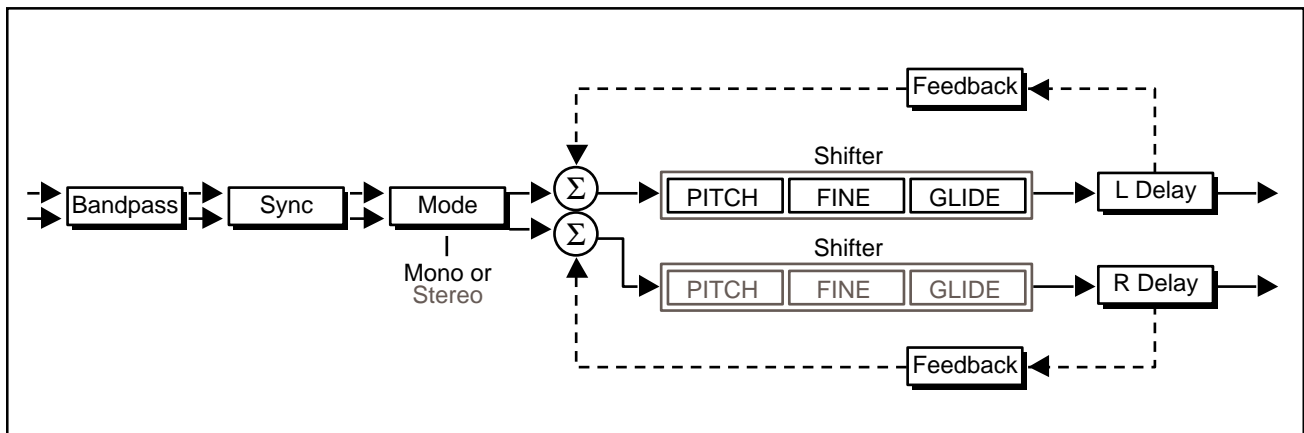 Feedback
Shifter
Bandpass
Sync
Mode
Σ
PITCH
FINE
GLIDE
L Delay
Σ
Shifter
Mono or
Stereo
PITCH
FINE
GLIDE
R Delay
Feedback